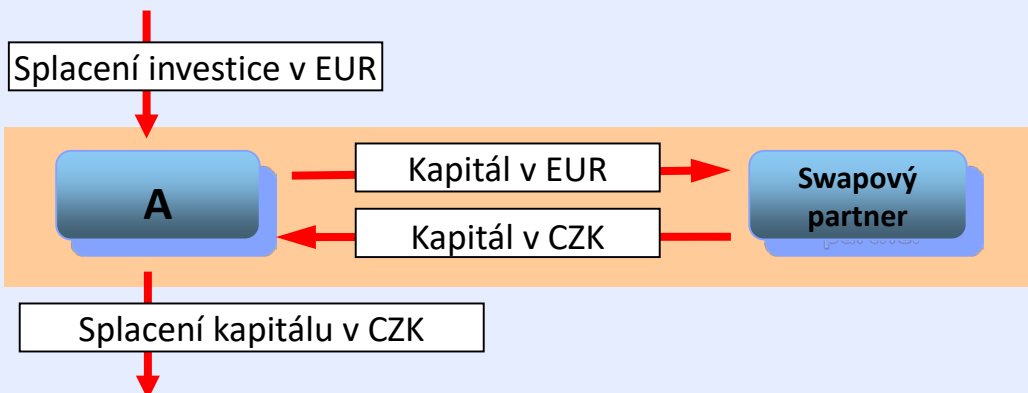 Splacení investice v EUR
A
Kapitál v EUR
Kapitál v CZK
Swapový
partner
Splacení kapitálu v CZK